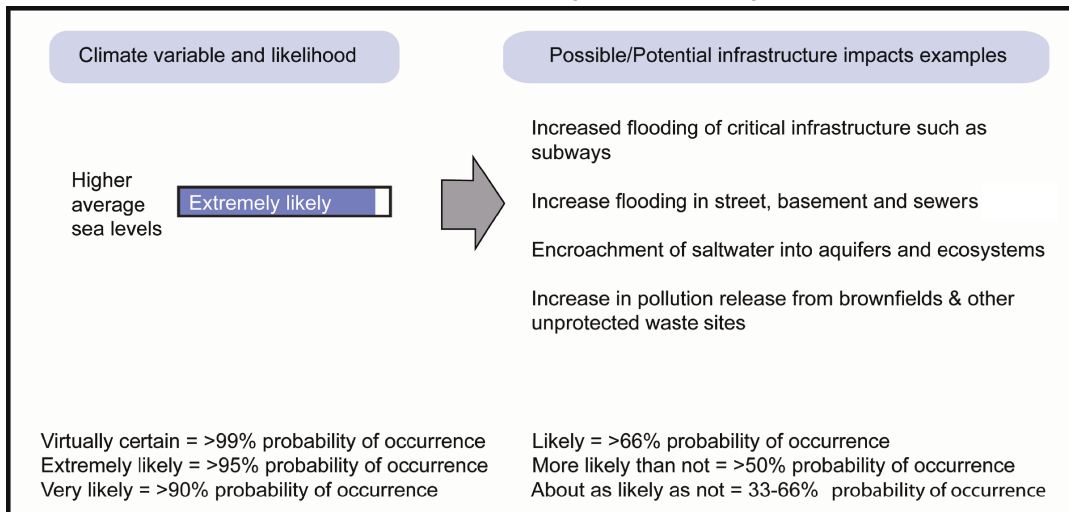 Climate variable and likelihood
Possible/Potential infrastructure impacts examples
Higher
average
sea levels
Extremely likely
Increased flooding of critical infrastructure such as
subways
Increase flooding in street, basement and sewers
Encroachment of saltwater into aquifers and ecosystems
Increase in pollution release from brownfields & other
unprotected waste sites
Virtually certain = >99% probability of occurrence
Extremely likely = >95% probability of occurrence
Very likely = >90% probability of occurrence
Likely = >66% probability of occurrence
More likely than not = >50% probability of occurrence
About as likely as not = 33-66% probability of occurrence